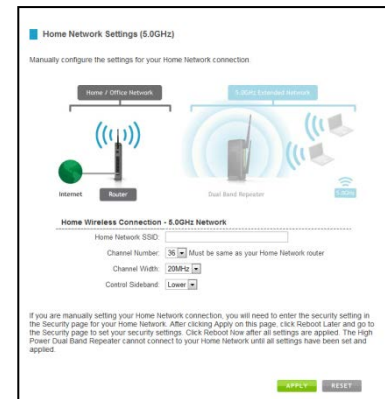 Home Network Settings (5.0GHz)
Manually configure the settings for your Home Network connection.
Home / Office Network
5.0GHz Extended Network
Internet
Router
Dual Band Repeater
5.0GHz
Home Wireless Connection - 5.0GHz Network
Home Network SSID:
Channel Number: 36 Must be same as your Home Network router
Channel Width: 20MHz
Control Sideband: Lower
If you are manually setting your Home Network connection, you will need to enter the security setting in
the Security page for your Home Network. After clicking Apply on this page, click Reboot Later and go to
the Security page to set your security settings. Click Reboot Now after all settings are applied. The High
Power Dual Band Repeater cannot connect to your Home Network until all settings have been set and
applied.
APPLY RESET